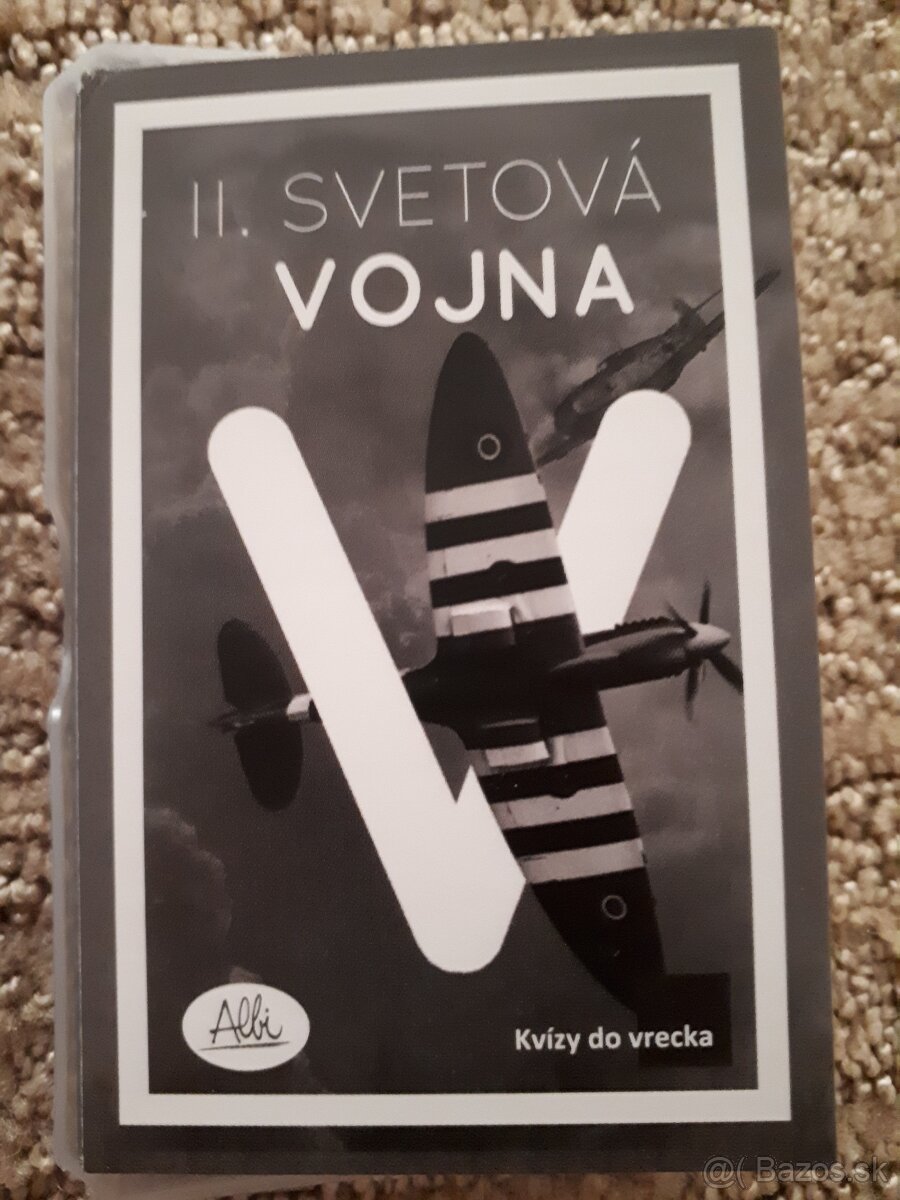 II. SVETOVÁ
VOJNA
V
Albi
Kvízy do vrecka
@( Bazos.sk